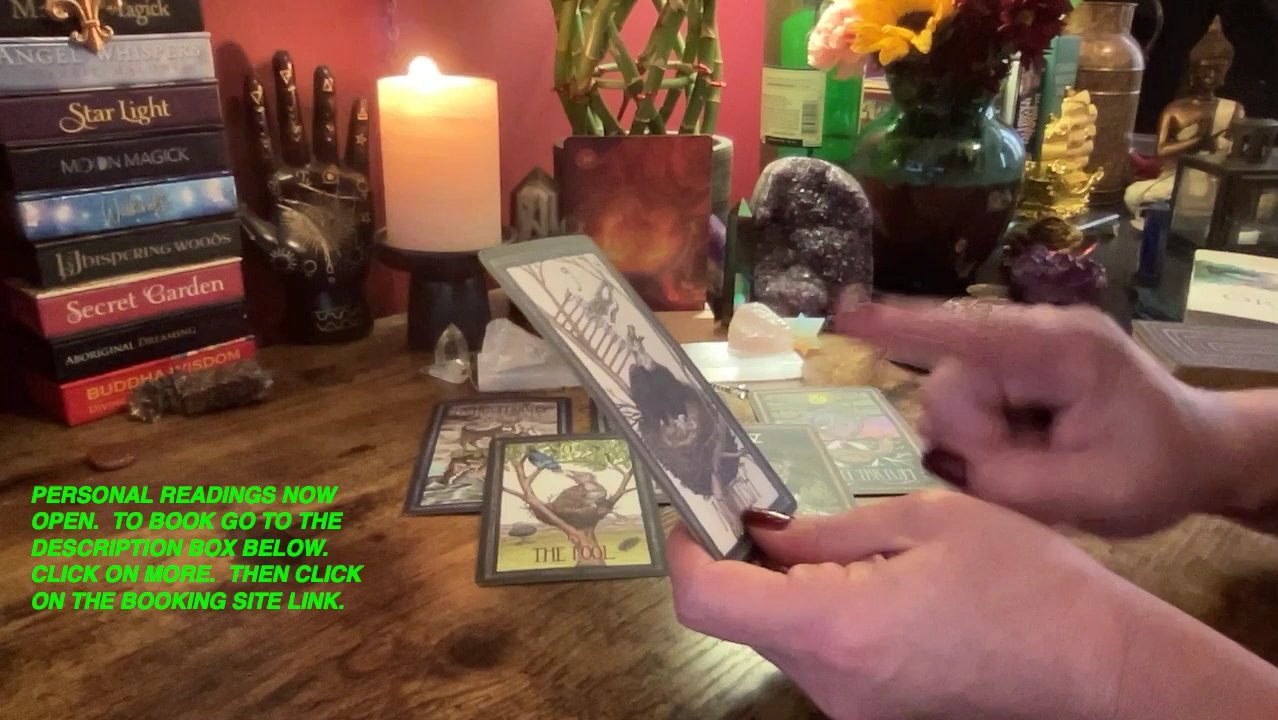 Magick
ANGEL WHISPERS
Star Light
MOON MAGICK
Whispering Woods
Secret Garden
ABORIGINAL DREAMING
BUDDHA WISDOM
THE FOOL
PERSONAL READINGS NOW
OPEN. TO BOOK GO TO THE
DESCRIPTION BOX BELOW.
CLICK ON MORE. THEN CLICK
ON THE BOOKING SITE LINK.